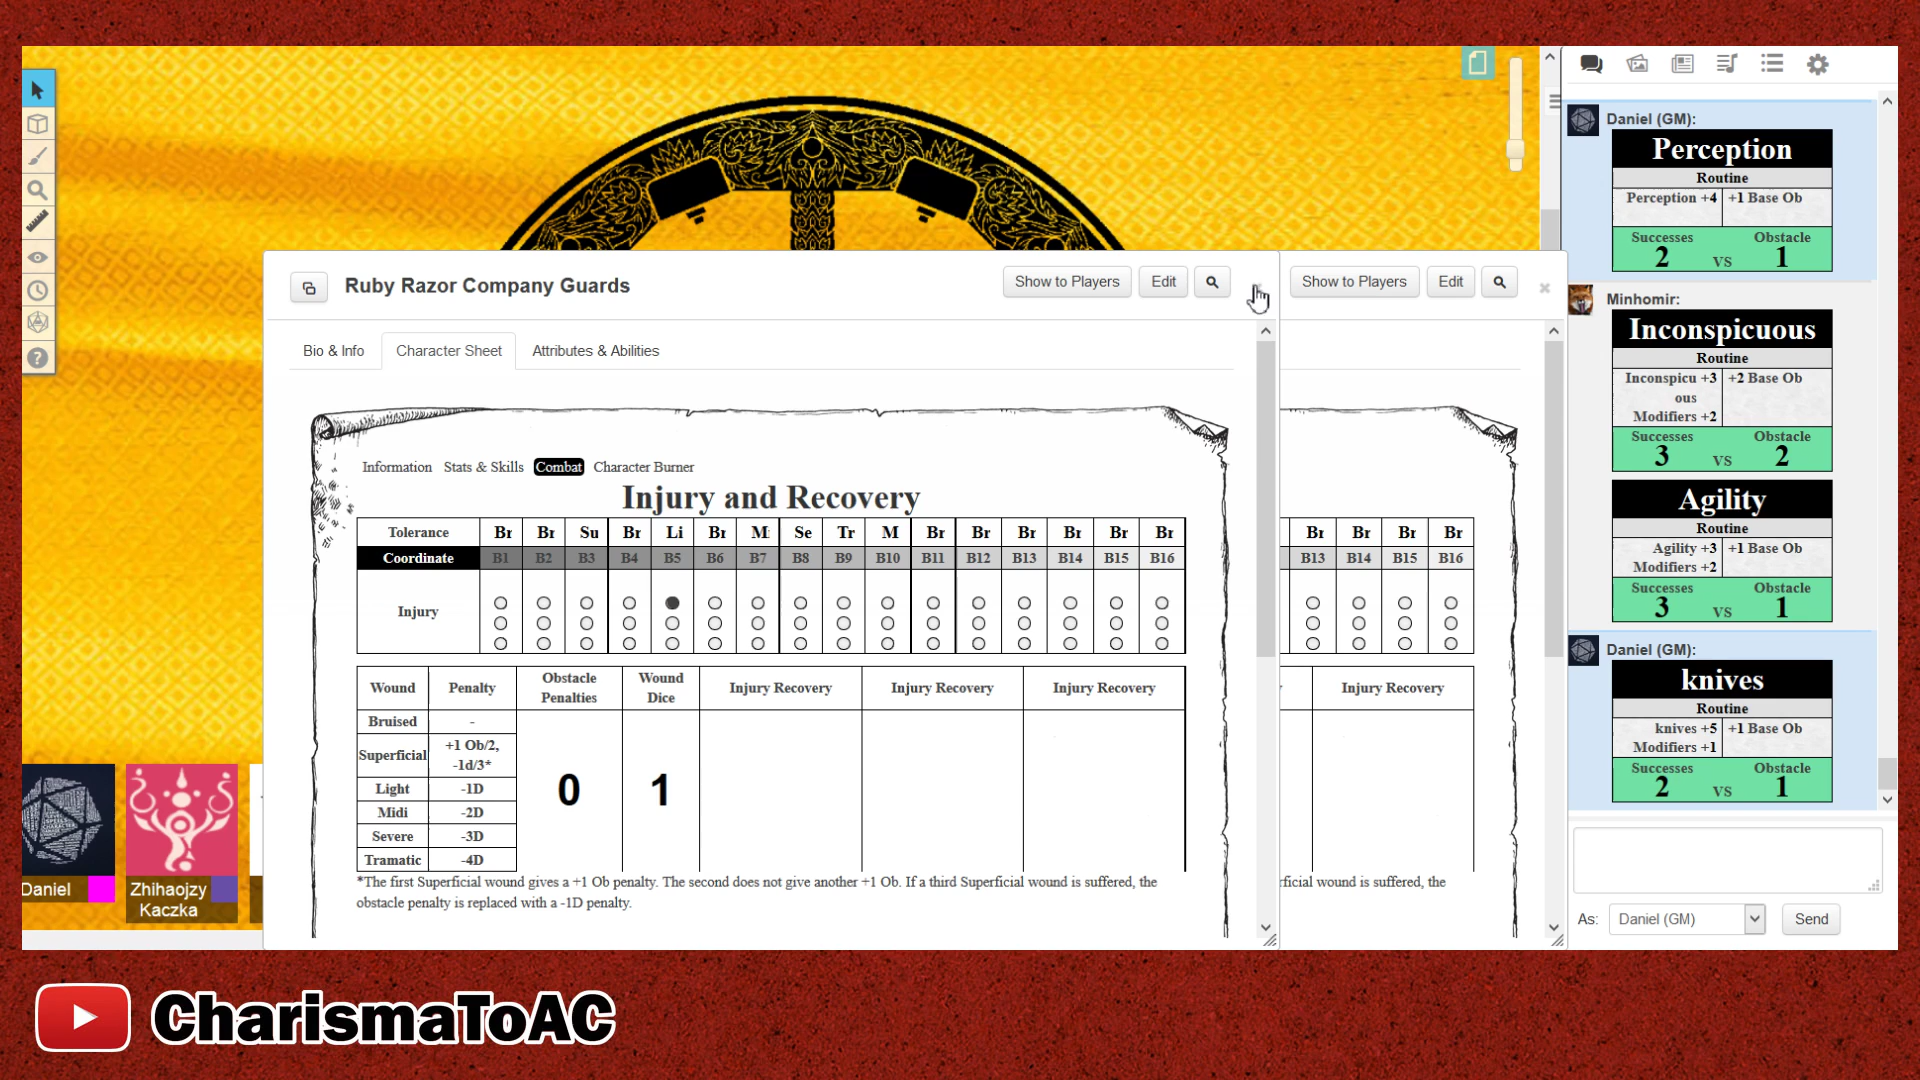 Ruby Razor Company Guards
Show to Players Edit
Show to Players Edit
Bio & Info Character Sheet Attributes & Abilities
Information Stats & Skills Combat Character Burner
Injury and Recovery
Tolerance Br Br Su Br Li Br Mi Se Tr M Br Br Br Br Br Br
Coordinate B1 B2 B3 B4 B5 B6 B7 B8 B9 B10 B11 B12 B13 B14 B15 B16
Injury
Br Br Br Br
B13 B14 B15 B16
Wound Penalty Obstacle Penalties Wound Dice Injury Recovery Injury Recovery Injury Recovery
Injury Recovery
Bruised -
Superficial +1 Ob/2, -1d/3*
Light -1D
Midi -2D
Severe -3D
Tramatic -4D
0 1
*The first Superficial wound gives a +1 Ob penalty. The second does not give another +1 Ob. If a third Superficial wound is suffered, the
obstacle penalty is replaced with a -1D penalty.
rficial wound is suffered, the
Daniel
Zhihaojzy
Kaczka
Daniel (GM):
Perception
Routine
Perception +4 +1 Base Ob
Successes Obstacle
2 vs 1
Minhomir:
Inconspicuous
Routine
Inconspicu +3 +2 Base Ob
ous
Modifiers +2
Successes Obstacle
3 vs 2
Agility
Routine
Agility +3 +1 Base Ob
Modifiers +2
Successes Obstacle
3 vs 1
Daniel (GM):
knives
Routine
knives +5 +1 Base Ob
Modifiers +1
Successes Obstacle
2 vs 1
As: Daniel (GM) Send
CharismaToAC